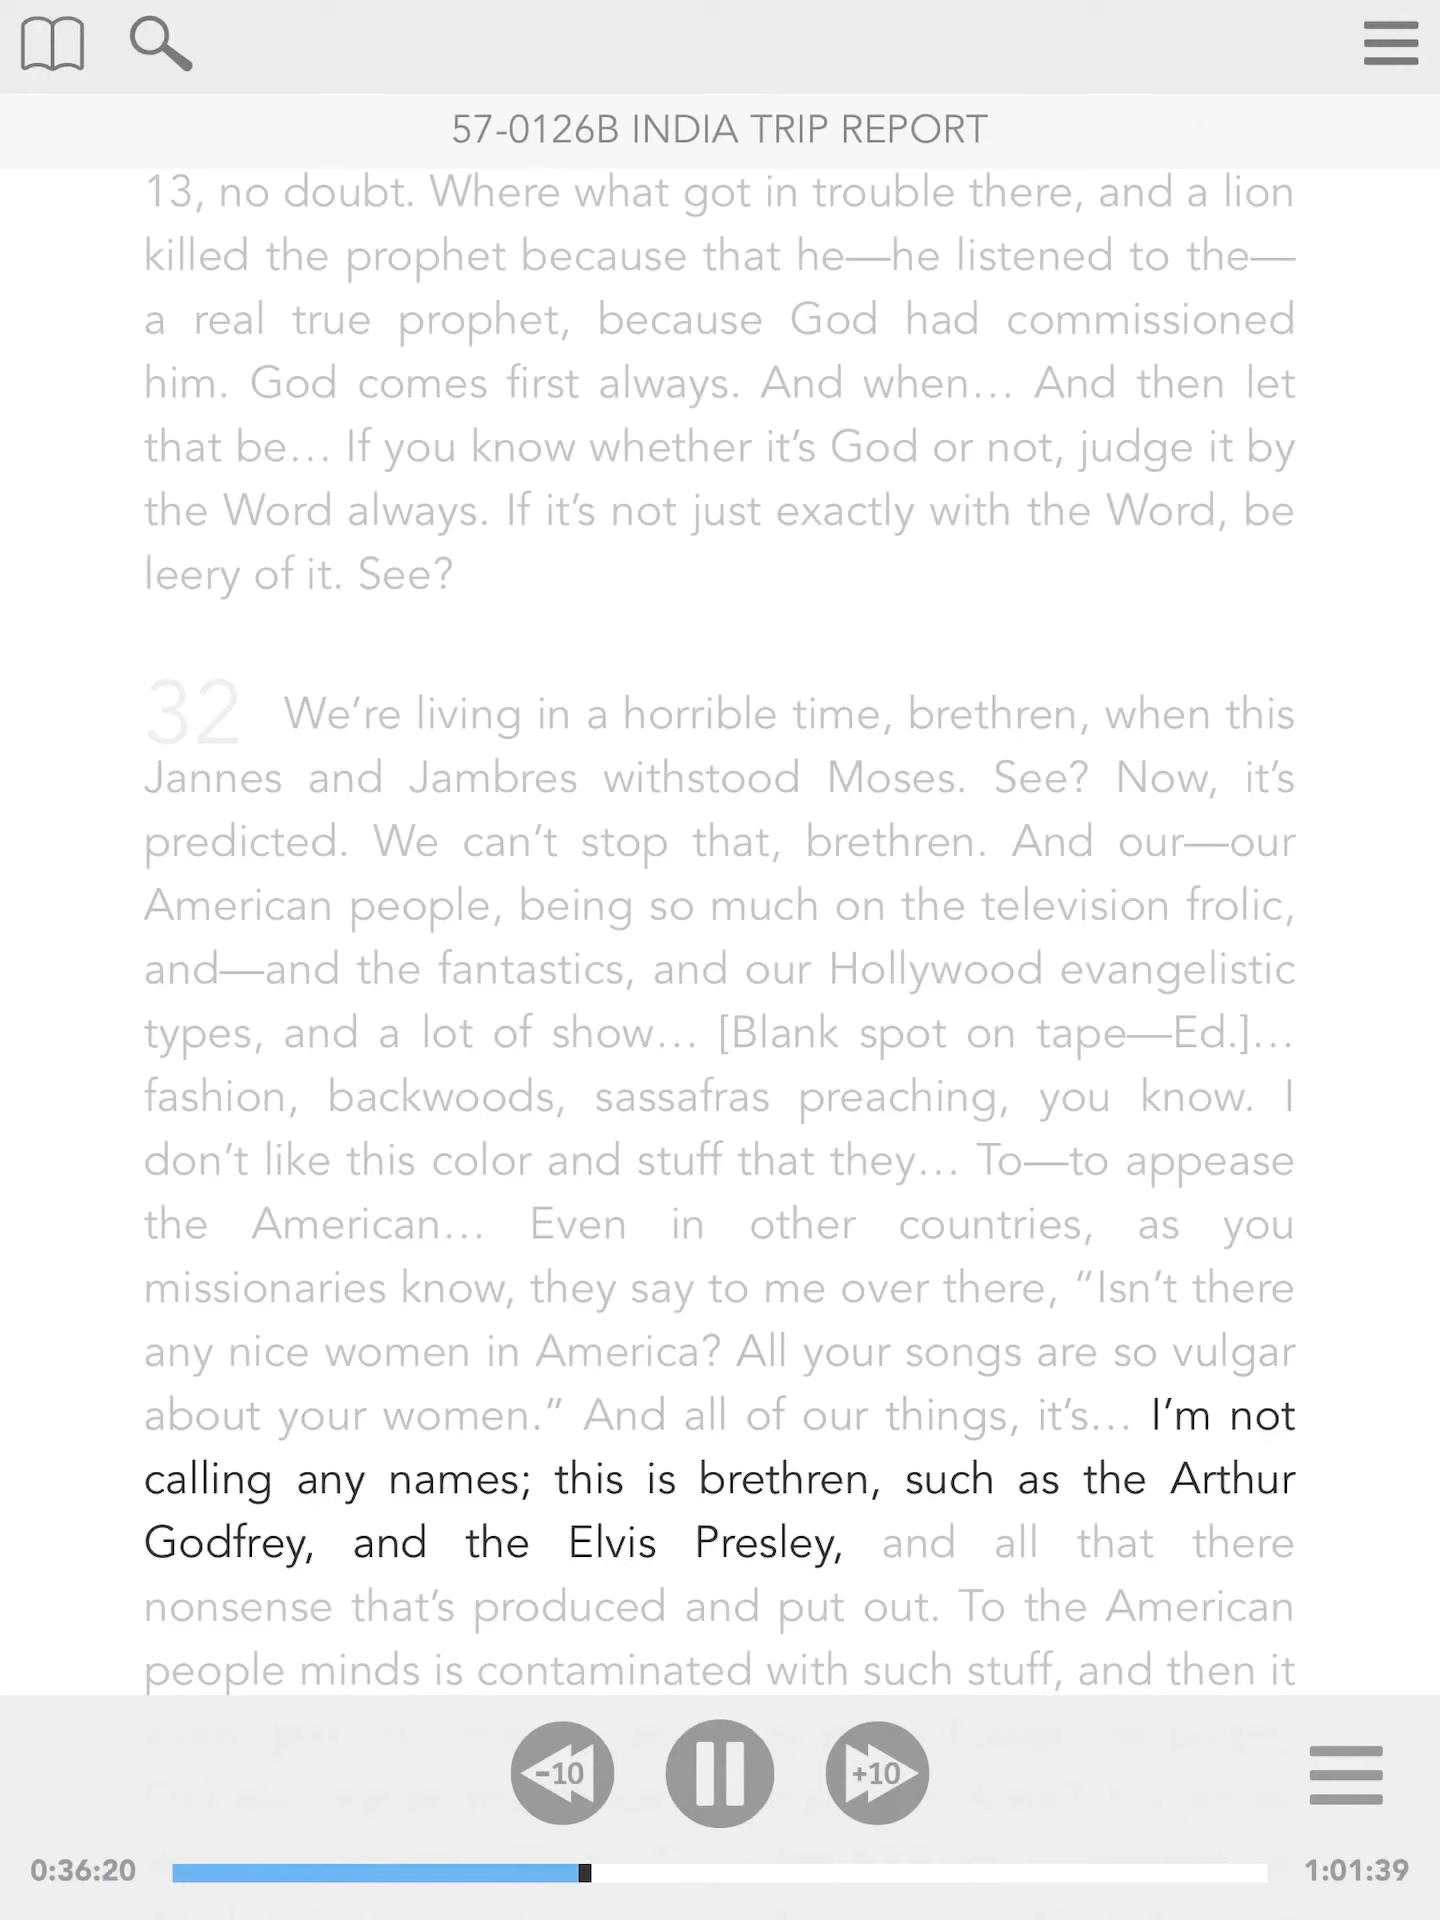 57-0126B INDIA TRIP REPORT
13, no doubt. Where what got in trouble there, and a lion
killed the prophet because that he—he listened to the—
a real true prophet, because God had commissioned
him. God comes first always. And when… And then let
that be… If you know whether it’s God or not, judge it by
the Word always. If it’s not just exactly with the Word, be
leery of it. See?
32 We’re living in a horrible time, brethren, when this
Jannes and Jambres withstood Moses. See? Now, it’s
predicted. We can’t stop that, brethren. And our—our
American people, being so much on the television frolic,
and—and the fantastics, and our Hollywood evangelistic
types, and a lot of show… [Blank spot on tape—Ed.]…
fashion, backwoods, sassafras preaching, you know. I
don’t like this color and stuff that they… To—to appease
the American… Even in other countries, as you
missionaries know, they say to me over there, “Isn’t there
any nice women in America? All your songs are so vulgar
about your women.” And all of our things, it’s… I’m not
calling any names; this is brethren, such as the Arthur
Godfrey, and the Elvis Presley, and all that there
nonsense that’s produced and put out. To the American
people minds is contaminated with such stuff, and then it
-10 +10
0:36:20 1:01:39